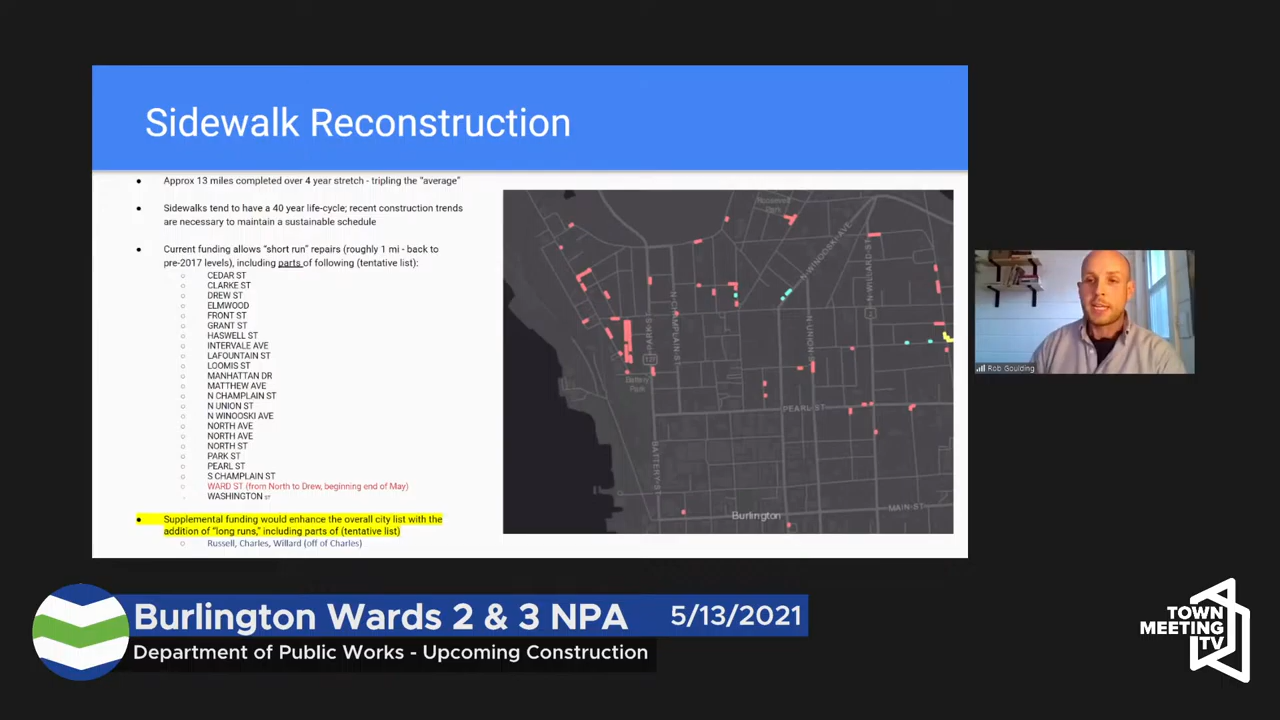 Sidewalk Reconstruction
● Approx 13 miles completed over 4 year stretch - tripling the "average"
● Sidewalks tend to have a 40 year life-cycle; recent construction trends
are necessary to maintain a sustainable schedule
● Current funding allows "short run" repairs (roughly 1 mi - back to
pre-2017 levels), including parts of following (tentative list):
○ CEDAR ST
○ CLARKE ST
○ DREW ST
○ ELMWOOD
○ FRONT ST
○ GRANT ST
○ HASWELL ST
○ INTERVALE AVE
○ LAFOUNTAIN ST
○ LOOMIS ST
○ MANHATTAN DR
○ MATTHEW AVE
○ N CHAMPLAIN ST
○ N UNION ST
○ N WINOOSKI AVE
○ NORTH AVE
○ NORTH AVE
○ NORTH ST
○ PARK ST
○ PEARL ST
○ S CHAMPLAIN ST
○ WARD ST (from North to Drew, beginning end of May)
WASHINGTON ST
● Supplemental funding would enhance the overall city list with the
addition of "long runs," including parts of (tentative list)
○ Russell, Charles, Willard (off of Charles)
Roosevelt
Park
N WINOOSKI AVE
N WILLARD ST
N CHAMPLAIN ST
PARK ST
N UNION ST
Battery
Park
PEARL ST
BATTERY ST
MAIN ST
Burlington
Rob Goulding
Burlington Wards 2 & 3 NPA 5/13/2021
Department of Public Works - Upcoming Construction
TOWN
MEETING
TV